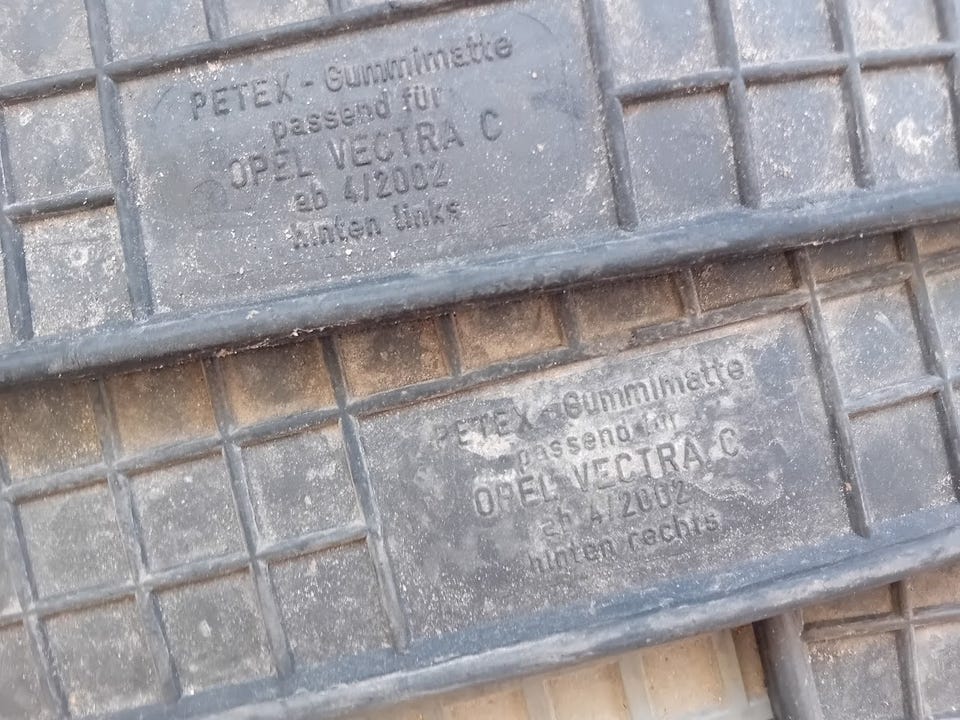 PETEX - Gummimatte
passend für
OPEL VECTRA C
ab 4/2002
hinten links
PETEX - Gummimatte
passend für
OPEL VECTRA C
ab 4/2002
hinten rechts